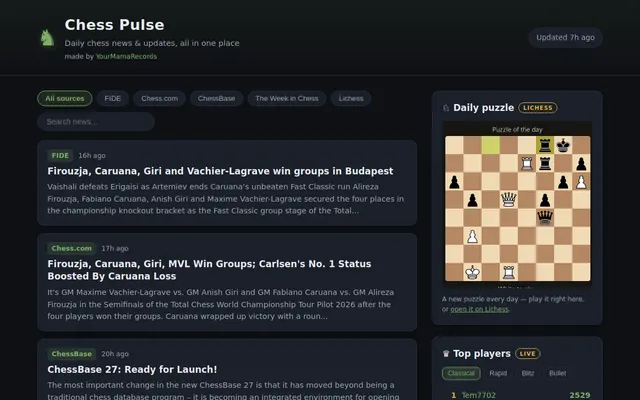 Chess Pulse
Daily chess news & updates, all in one place
made by YourMamaRecords
Updated 7h ago
All sources
FIDE
Chess.com
ChessBase
The Week in Chess
Lichess
Search news...
FIDE 16h ago
Firouzja, Caruana, Giri and Vachier-Lagrave win groups in Budapest
Vaishali defeats Erigaisi as Artemiev ends Caruana's unbeaten Fast Classic run Alireza
Firouzja, Fabiano Caruana, Anish Giri and Maxime Vachier-Lagrave secured the four places in
the championship knockout bracket as the Fast Classic group stage of the Total...
Chess.com 17h ago
Firouzja, Caruana, Giri, MVL Win Groups; Carlsen's No. 1 Status
Boosted By Caruana Loss
It's GM Maxime Vachier-Lagrave vs. GM Anish Giri and GM Fabiano Caruana vs. GM Alireza
Firouzja in the Semifinals of the Total Chess World Championship Tour Pilot 2026 after the
four players won their groups. Caruana wrapped up victory with a roun...
ChessBase 20h ago
ChessBase 27: Ready for Launch!
The most important change in the new ChessBase 27 is that it has moved beyond being a
traditional chess database program – it is becoming an integrated environment for opening
Daily puzzle LICHESS
Puzzle of the day
A new puzzle every day — play it right here,
or open it on Lichess.
Top players LIVE
Classical
Rapid
Blitz
Bullet
1 Tem7702 2529